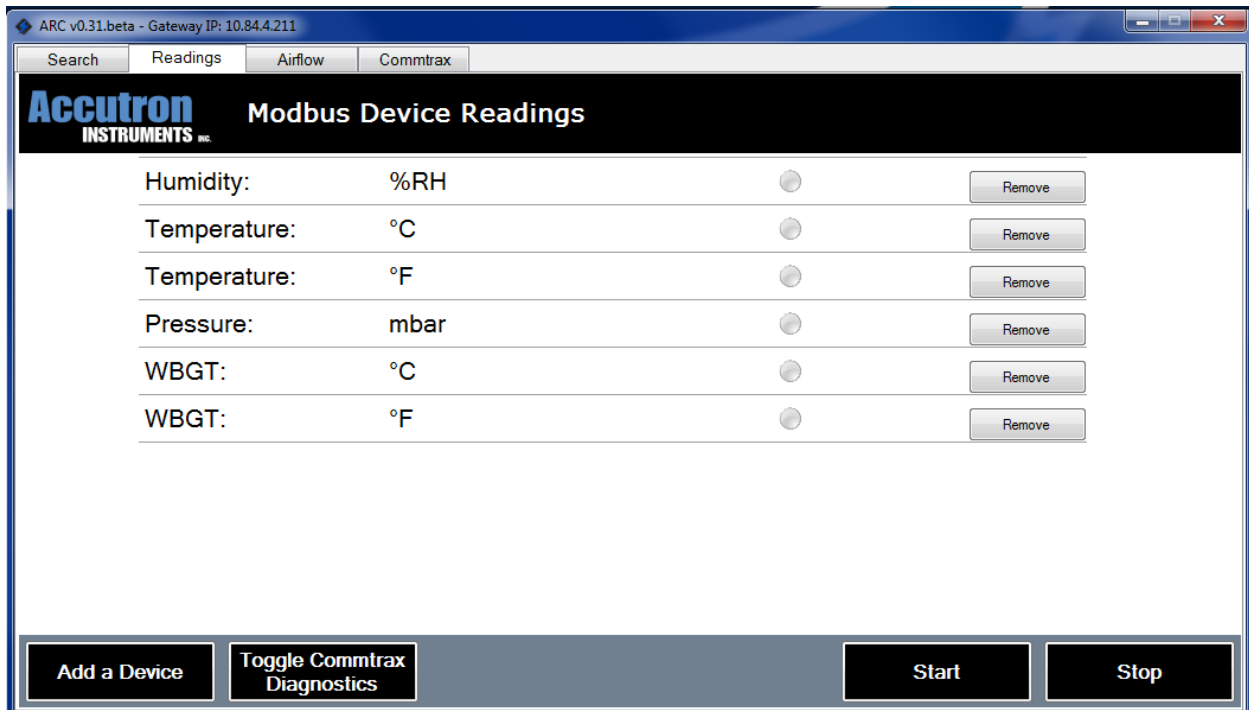 ARC v0.31.beta - Gateway IP: 10.84.4.211
Search Readings Airflow Commtrax
Accutron
INSTRUMENTS INC.
Modbus Device Readings
Humidity: %RH Remove
Temperature: °C Remove
Temperature: °F Remove
Pressure: mbar Remove
WBGT: °C Remove
WBGT: °F Remove
Add a Device
Toggle Commtrax
Diagnostics
Start
Stop